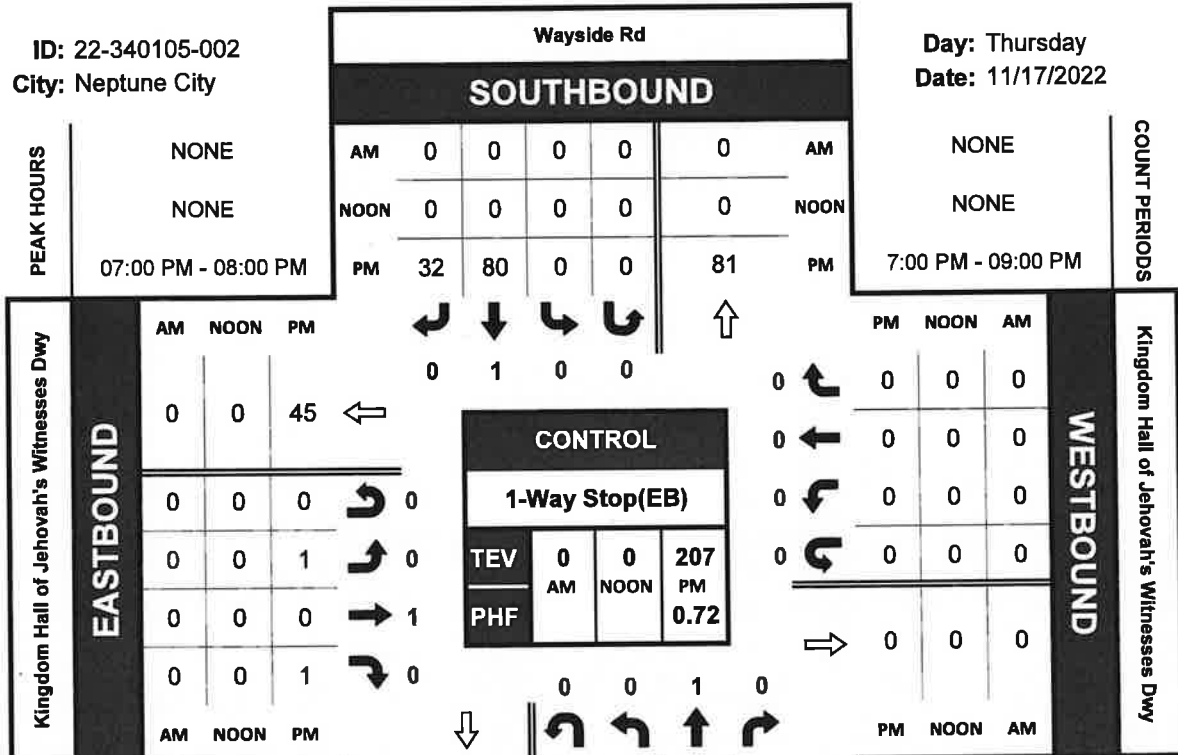 ID: 22-340105-002
City: Neptune City
Wayside Rd
SOUTHBOUND
Day: Thursday
Date: 11/17/2022
PEAK HOURS
NONE
NONE
07:00 PM - 08:00 PM
AM 0 0 0 0 0 AM
NOON 0 0 0 0 0 NOON
PM 32 80 0 0 81 PM
0 1 0 0
COUNT PERIODS
NONE
NONE
7:00 PM - 09:00 PM
Kingdom Hall of Jehovah's Witnesses Dwy
EASTBOUND
AM NOON PM
0 0 45
0 0 0 0
0 0 1 0
0 0 0 1
0 0 1 0
AM NOON PM
CONTROL
1-Way Stop(EB)
TEV 0 0 207
AM NOON PM
PHF 0.72
PM NOON AM
0 0 0 0
0 0 0 0
0 0 0 0
0 0 0 0
0 0 0
PM NOON AM
WESTBOUND
Kingdom Hall of Jehovah's Witnesses Dwy
0 0 1 0